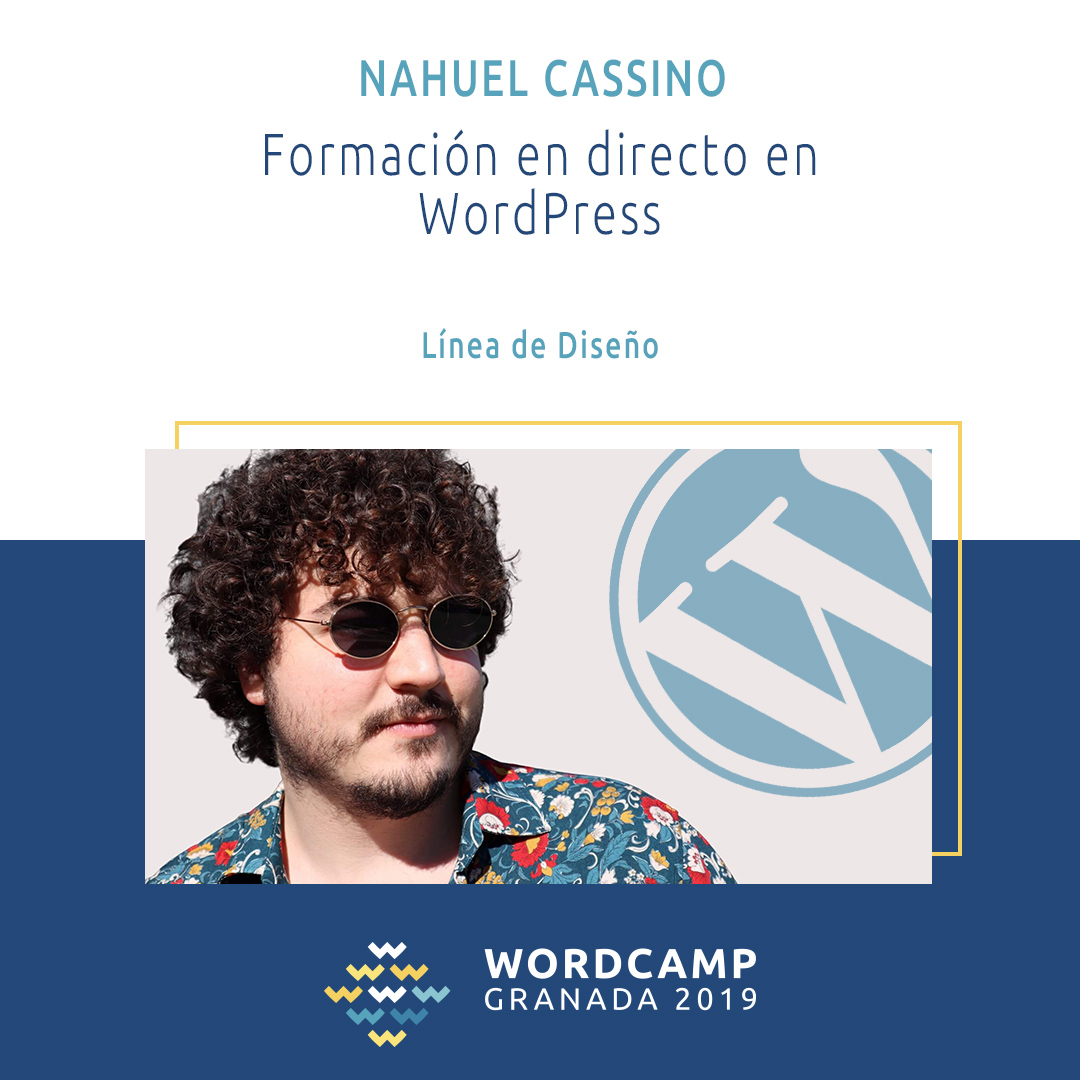 NAHUEL CASSINO
Formación en directo en
WordPress
Línea de Diseño
WORDCAMP
GRANADA 2019